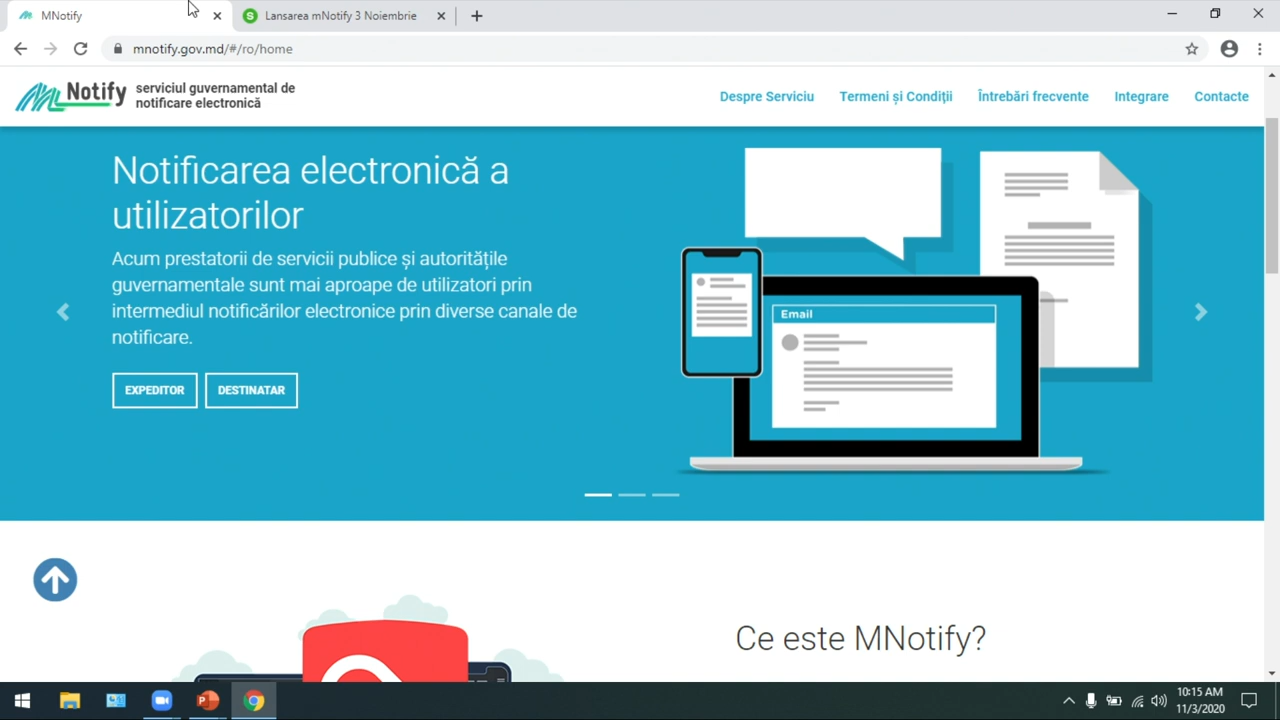 MNotify
Lansarea mNotify 3 Noiembrie
mnotify.gov.md/#/ro/home
Notify
serviciul guvernamental de
notificare electronică
Despre Serviciu
Termeni și Condiții
Întrebări frecvente
Integrare
Contacte
Notificarea electronică a
utilizatorilor
Acum prestatorii de servicii publice și autoritățile
guvernamentale sunt mai aproape de utilizatori prin
intermediul notificărilor electronice prin diverse canale de
notificare.
EXPEDITOR
DESTINATAR
Email
Ce este MNotify?
10:15 AM
11/3/2020